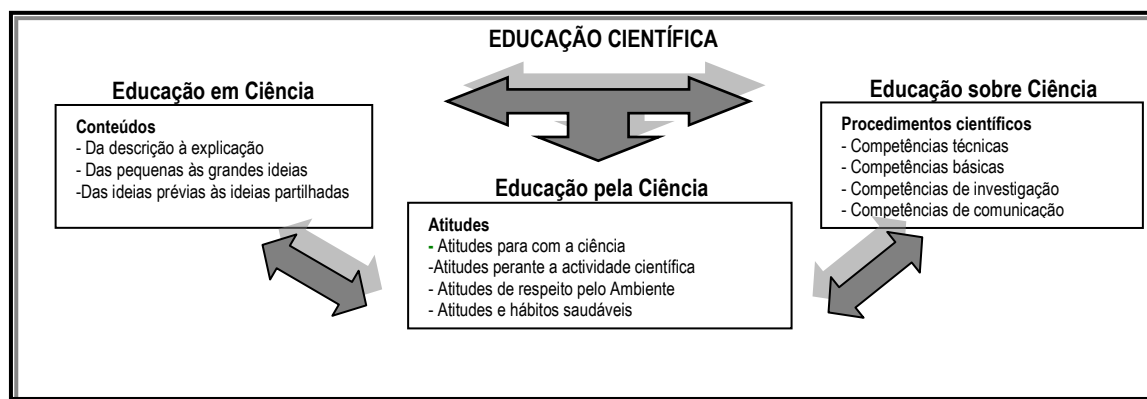 EDUCAÇÃO CIENTÍFICA
Educação em Ciência
Conteúdos
- Da descrição à explicação
- Das pequenas às grandes ideias
-Das ideias prévias às ideias partilhadas
Educação pela Ciência
Atitudes
- Atitudes para com a ciência
-Atitudes perante a actividade científica
- Atitudes de respeito pelo Ambiente
- Atitudes e hábitos saudáveis
Educação sobre Ciência
Procedimentos científicos
- Competências técnicas
- Competências básicas
- Competências de investigação
- Competências de comunicação